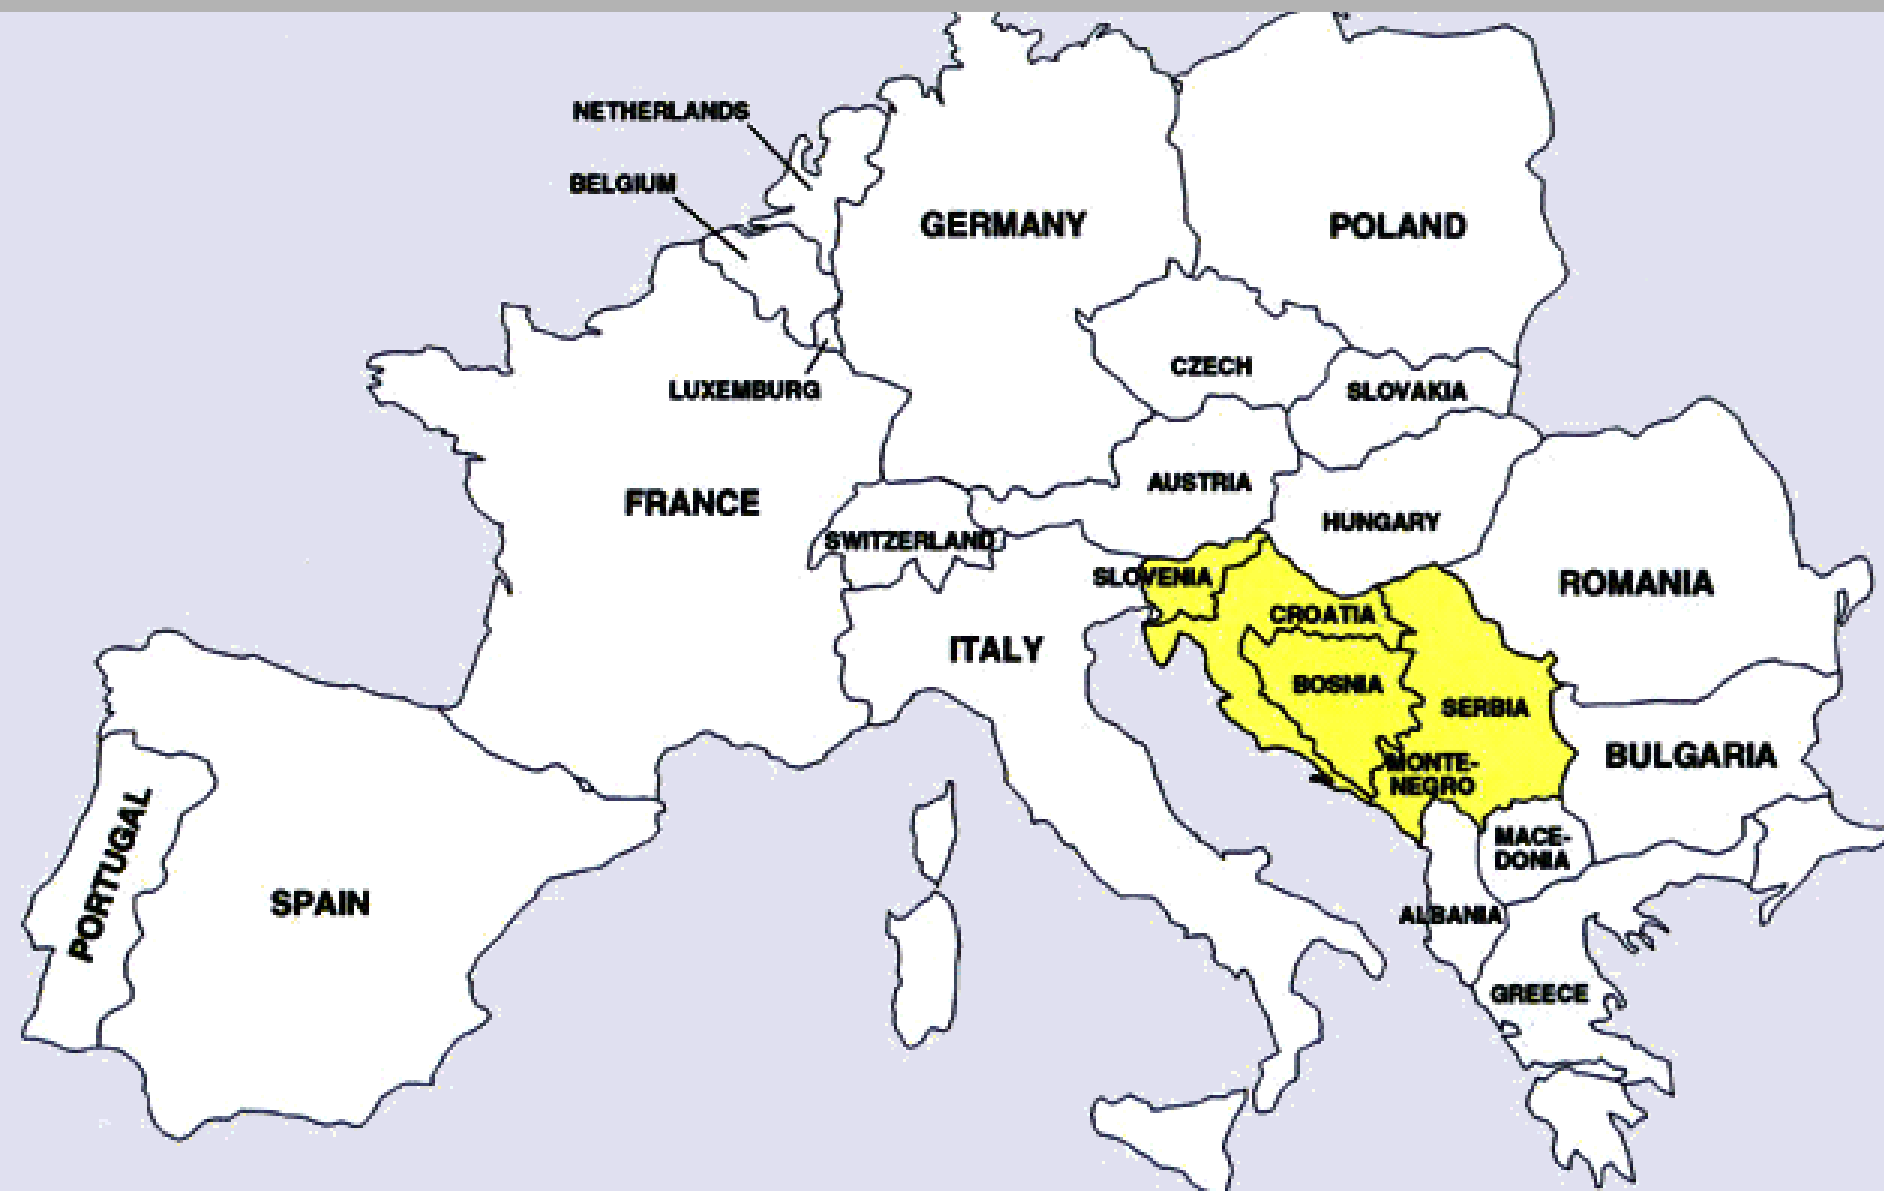 NETHERLANDS
BELGIUM
GERMANY
POLAND
CZECH
LUXEMBURG
SLOVAKIA
AUSTRIA
FRANCE
HUNGARY
SWITZERLAND
SLOVENIA
ROMANIA
CROATIA
ITALY
BOSNIA
SERBIA
BULGARIA
MONTE-
NEGRO
MACE-
DONIA
PORTUGAL
SPAIN
ALBANIA
GREECE